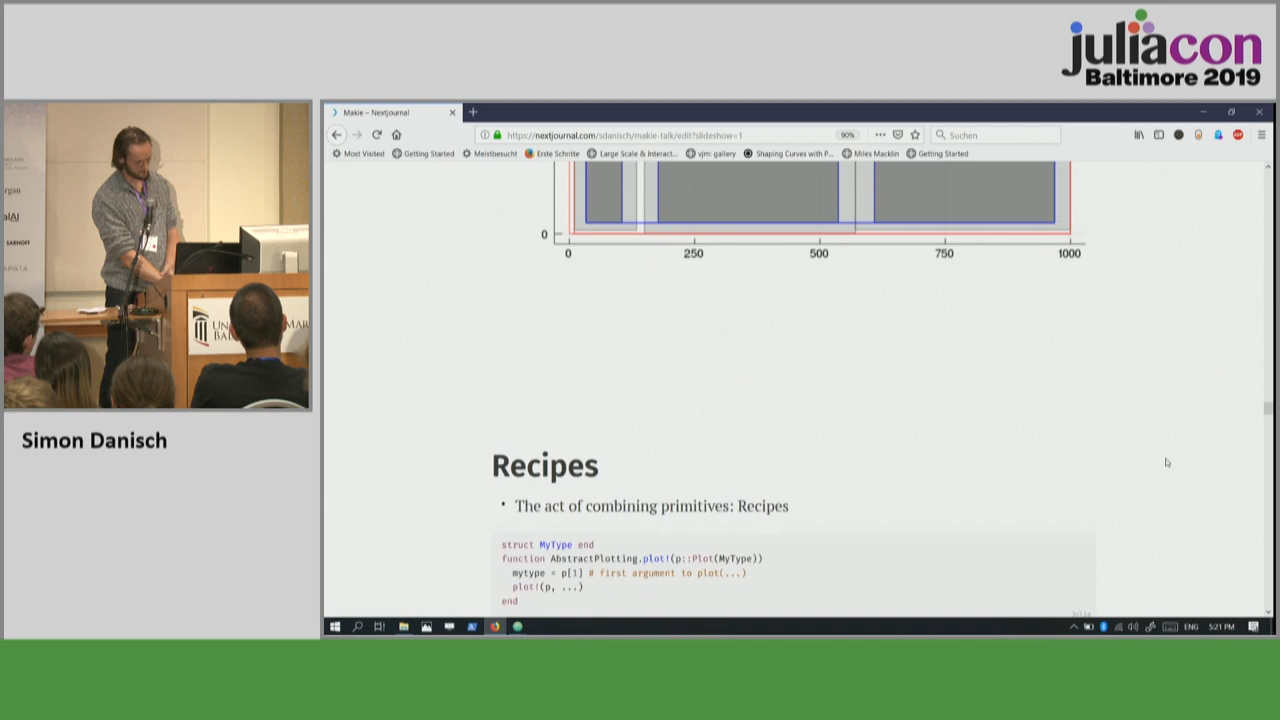 juliacon
Baltimore 2019
Makie – Nextjournal
https://nextjournal.com/sdanisch/makie-talk/edit?slideshow=1
90%
Suchen
Most Visited
Getting Started
Meistbesucht
Erste Schritte
Large Scale & Interact...
vjm: gallery
Shaping Curves with P...
Miles Macklin
Getting Started
0
0 250 500 750 1000
Recipes
• The act of combining primitives: Recipes
struct MyType end
function AbstractPlotting.plot!(p::Plot(MyType))
mytype = p[1] # first argument to plot(...)
plot!(p, ...)
end
julia
ENG
5:21 PM
SARNOFF
Simon Danisch